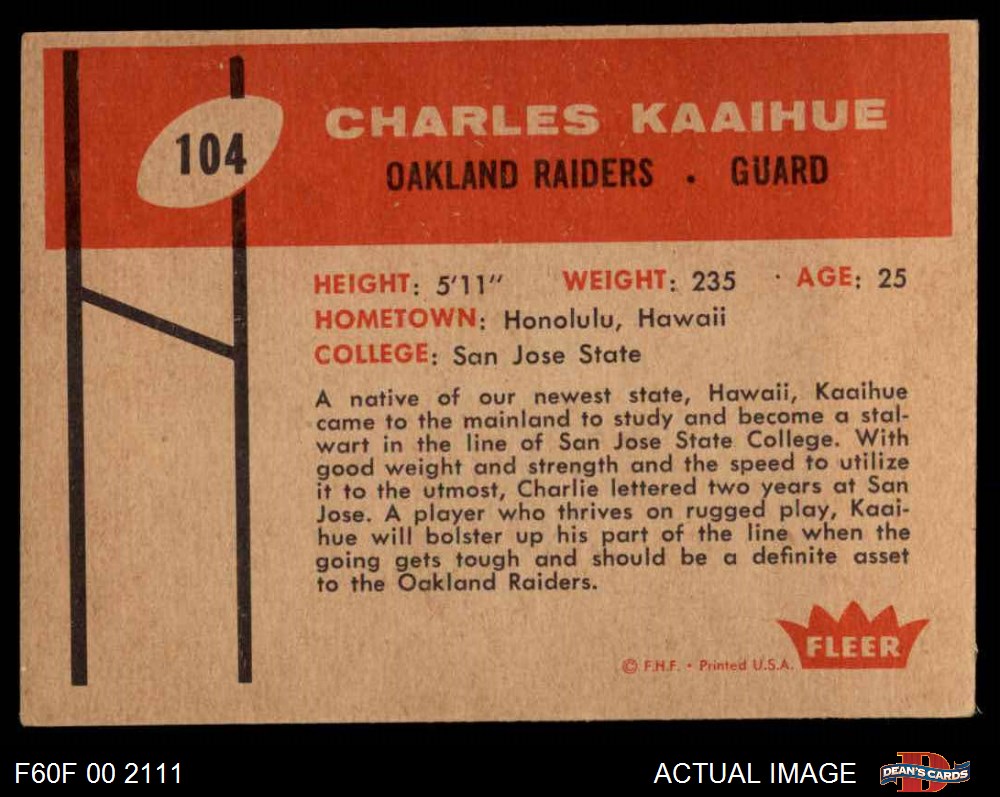 104
CHARLES KAAIHUE
OAKLAND RAIDERS . GUARD
HEIGHT: 5'11" WEIGHT: 235 AGE: 25
HOMETOWN: Honolulu, Hawaii
COLLEGE: San Jose State
A native of our newest state, Hawaii, Kaaihue
came to the mainland to study and become a stal-
wart in the line of San Jose State College. With
good weight and strength and the speed to utilize
it to the utmost, Charlie lettered two years at San
Jose. A player who thrives on rugged play, Kaai-
hue will bolster up his part of the line when the
going gets tough and should be a definite asset
to the Oakland Raiders.
FLEER
© F.H.F. • Printed U.S.A.
F60F 00 2111
ACTUAL IMAGE
DEAN'S CARDS